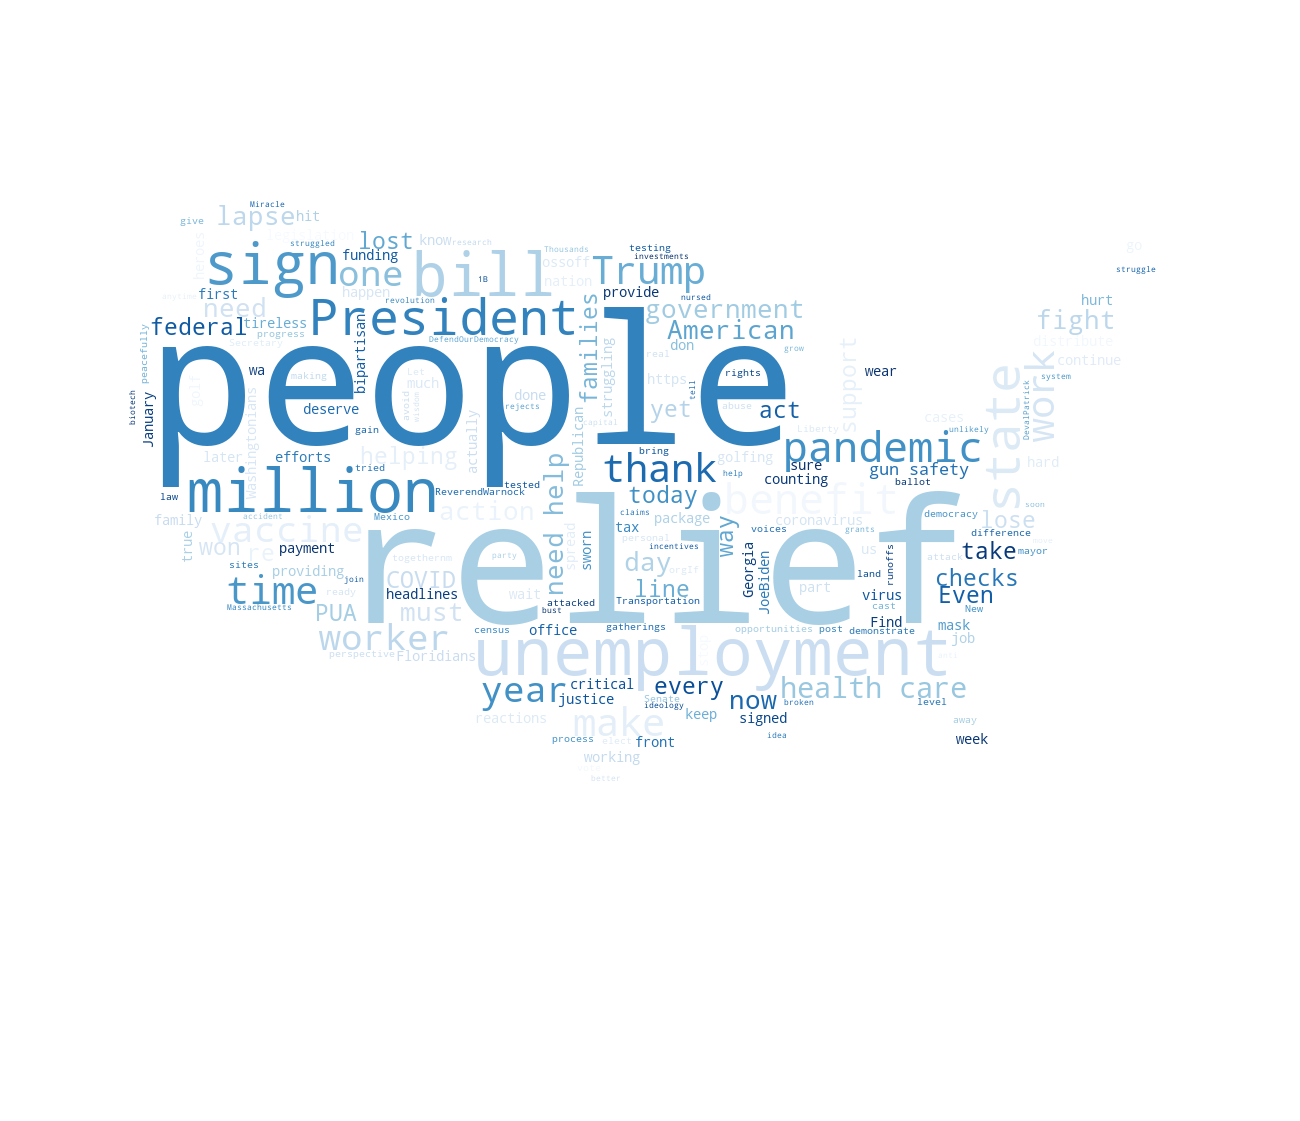 Miracle
give
lapse
hit
heroes
struggled
lost
know
research
Thousands
testing
go
sign
funding
one
bill
1B
ossoff
nation
Trump
investments
struggle
first
need
happen
revolution
provide
nursed
hurt
federal
tireless
progress
President
DefendOurDemocracy
families
government
American
fight
peacefully
Secretary
bipartisan
don
grow
distribute
January
biotech
golf
wa
making
Let
much
people
done
struggling
real
https
rights
tell
support
wear
work
continue
system
deserve
avoid
rejects
Capital
yet
abuse
act
state
DevalPatrick
Washingtonians
gain
actually
Republican
cases
unlikely
later
efforts
helping
bring
golfing
pandemic
hard
tried
thank
help
sure
counting
gun safety
ballot
law
million
tested
ReverendWarnock
need help
today
benefit
soon
family
accident
Mexico
action
claims
tax
package
way
coronavirus
grants
democracy
lose
true
won
vaccine
re
payment
relief
spread
sworn
personal
voices
us
attack
difference
take
mayor
sites
togethernm
party
incentives
Georgia
JoeBiden
runoffs
providing
join
COVID
day
orgIf
land
checks
time
Massachusetts
ready
headlines
wait
attacked
bust
line
Transportation
part
virus
cast
Even
New
PUA
must
census
office
gatherings
opportunities
post
demonstrate
Find
mask
job
worker
perspective
Floridians
unemployment
year
critical
justice
every
Senate
ideology
now
health care
broken
level
reactions
make
keep
signed
away
process
elect
front
idea
week
working
better